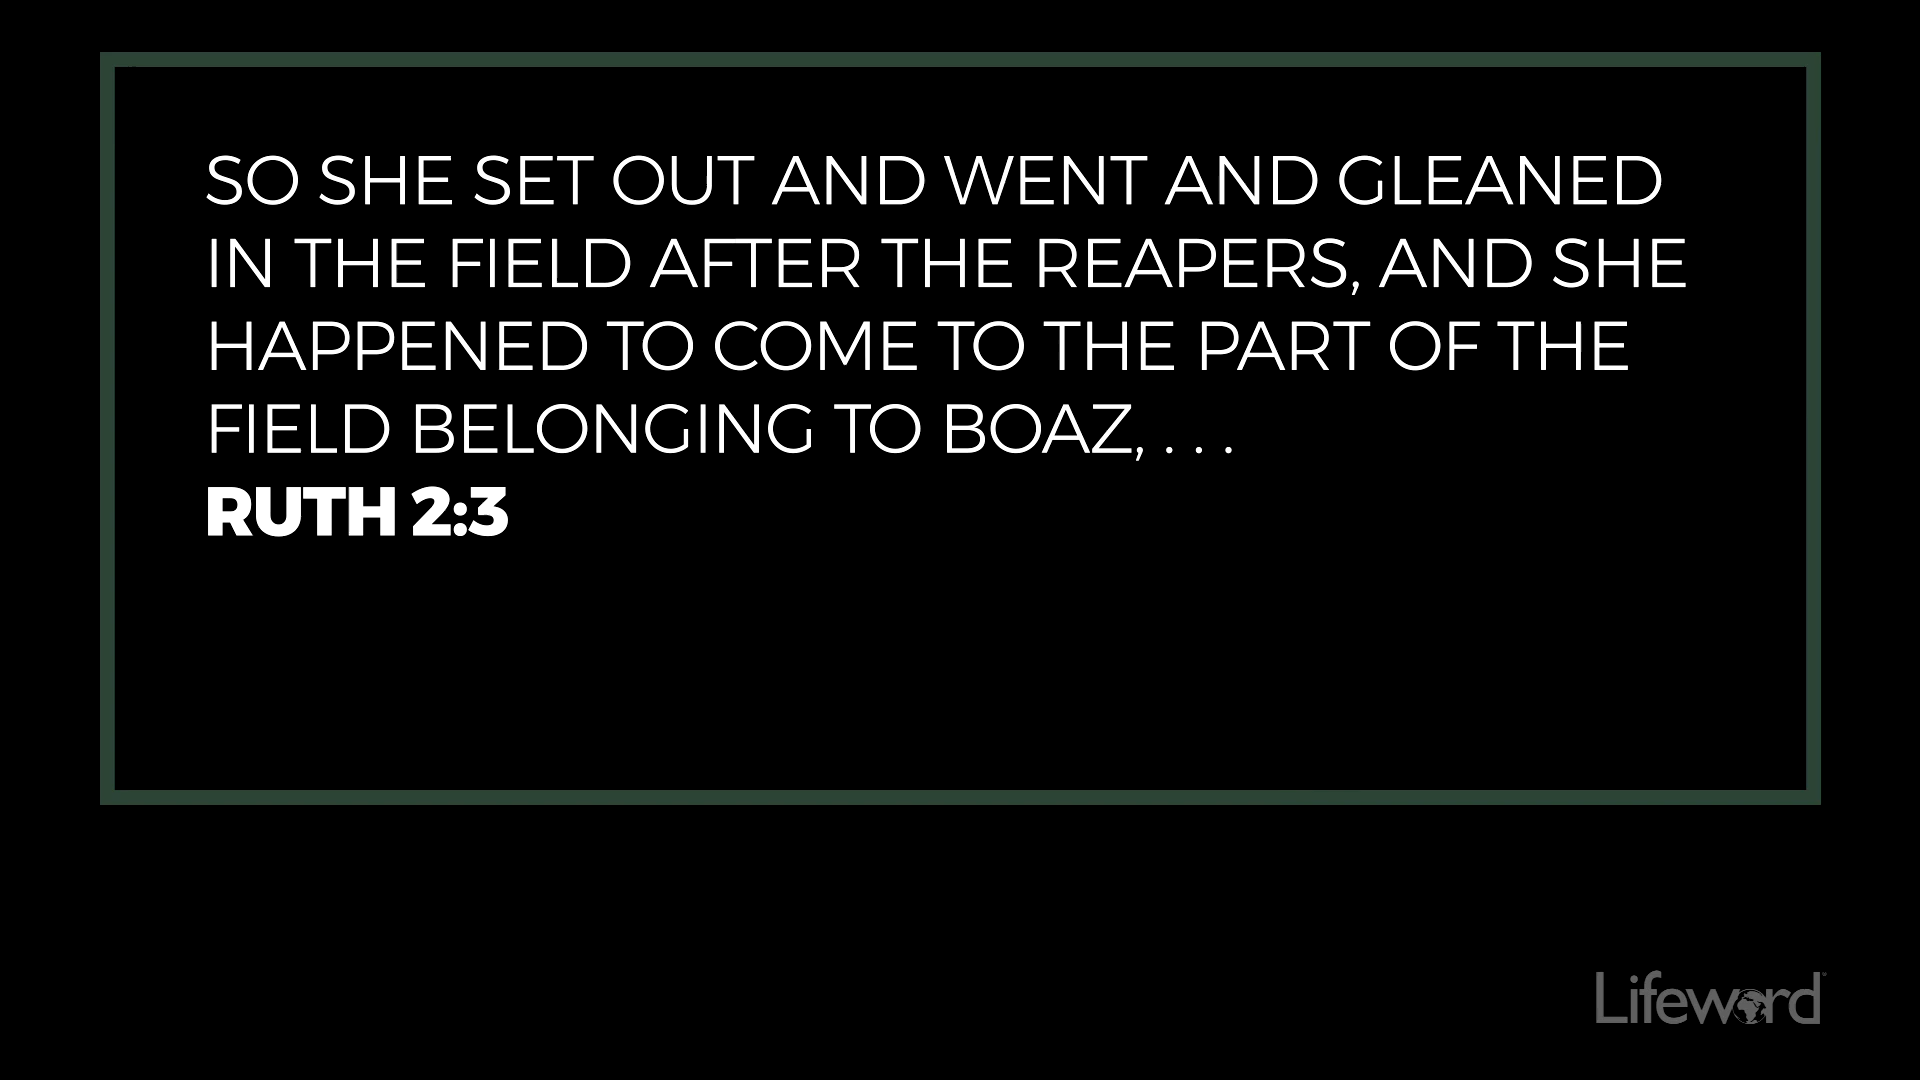 SO SHE SET OUT AND WENT AND GLEANED
IN THE FIELD AFTER THE REAPERS, AND SHE
HAPPENED TO COME TO THE PART OF THE
FIELD BELONGING TO BOAZ, . . .
RUTH 2:3
Lifeword